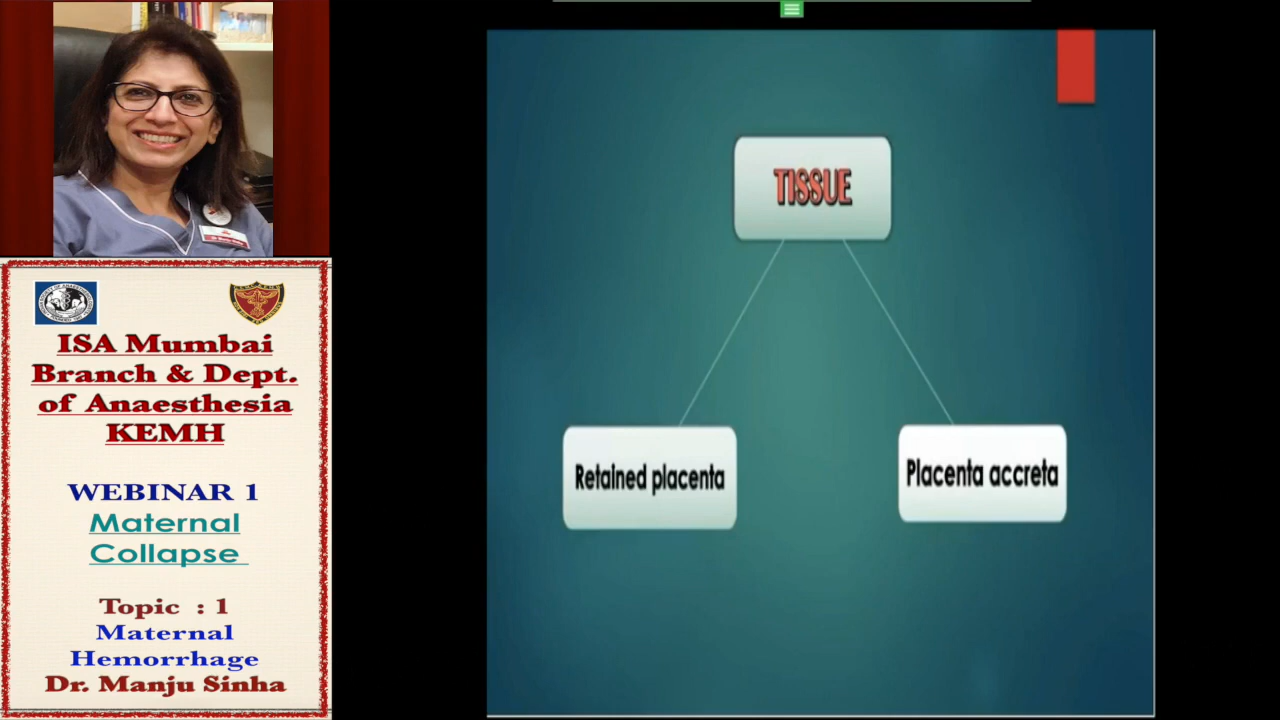 ISA Mumbai
Branch & Dept.
of Anaesthesia
KEMH
WEBINAR 1
Maternal
Collapse
Topic : 1
Maternal
Hemorrhage
Dr. Manju Sinha
TISSUE
Retained placenta
Placenta accreta